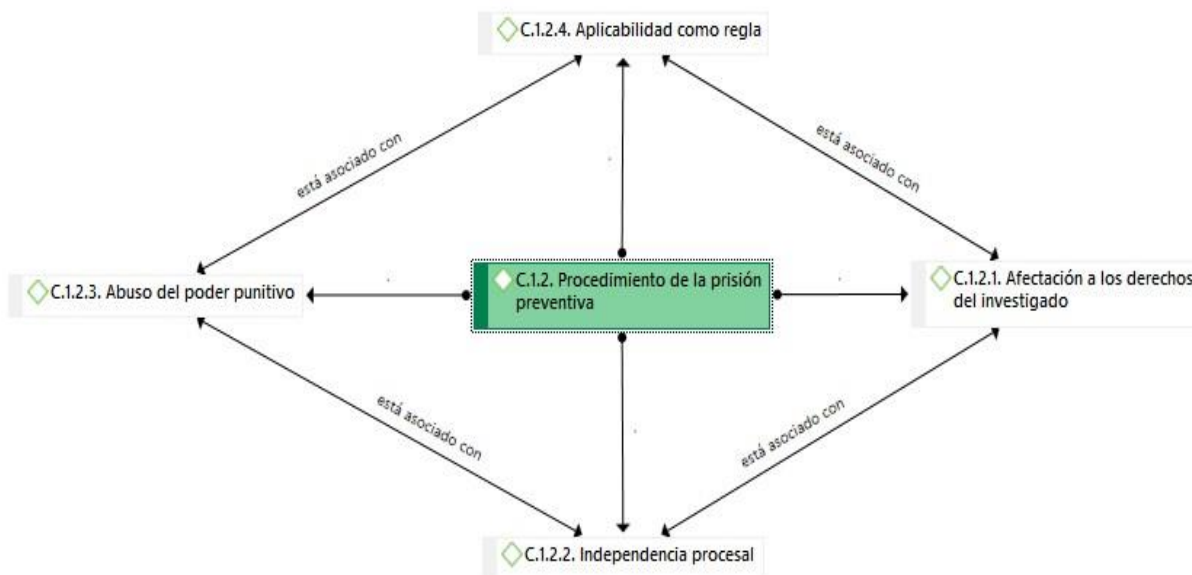 C.1.2.4. Aplicabilidad como regla
está asociado con
está asociado con
C.1.2.3. Abuso del poder punitivo
C.1.2. Procedimiento de la prisión
preventiva
C.1.2.1. Afectación a los derechos
del investigado
está asociado con
está asociado con
C.1.2.2. Independencia procesal